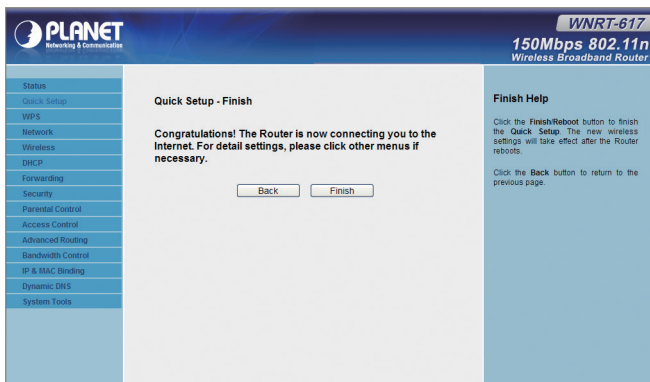 PLANET
Networking & Communication
WNRT-617
150Mbps 802.11n
Wireless Broadband Router
Status
Quick Setup
WPS
Network
Wireless
DHCP
Forwarding
Security
Parental Control
Access Control
Advanced Routing
Bandwidth Control
IP & MAC Binding
Dynamic DNS
System Tools
Quick Setup - Finish
Congratulations! The Router is now connecting you to the
Internet. For detail settings, please click other menus if
necessary.
Back
Finish
Finish Help
Click the Finish/Reboot button to finish
the Quick Setup. The new wireless
settings will take effect after the Router
reboots.
Click the Back button to return to the
previous page.